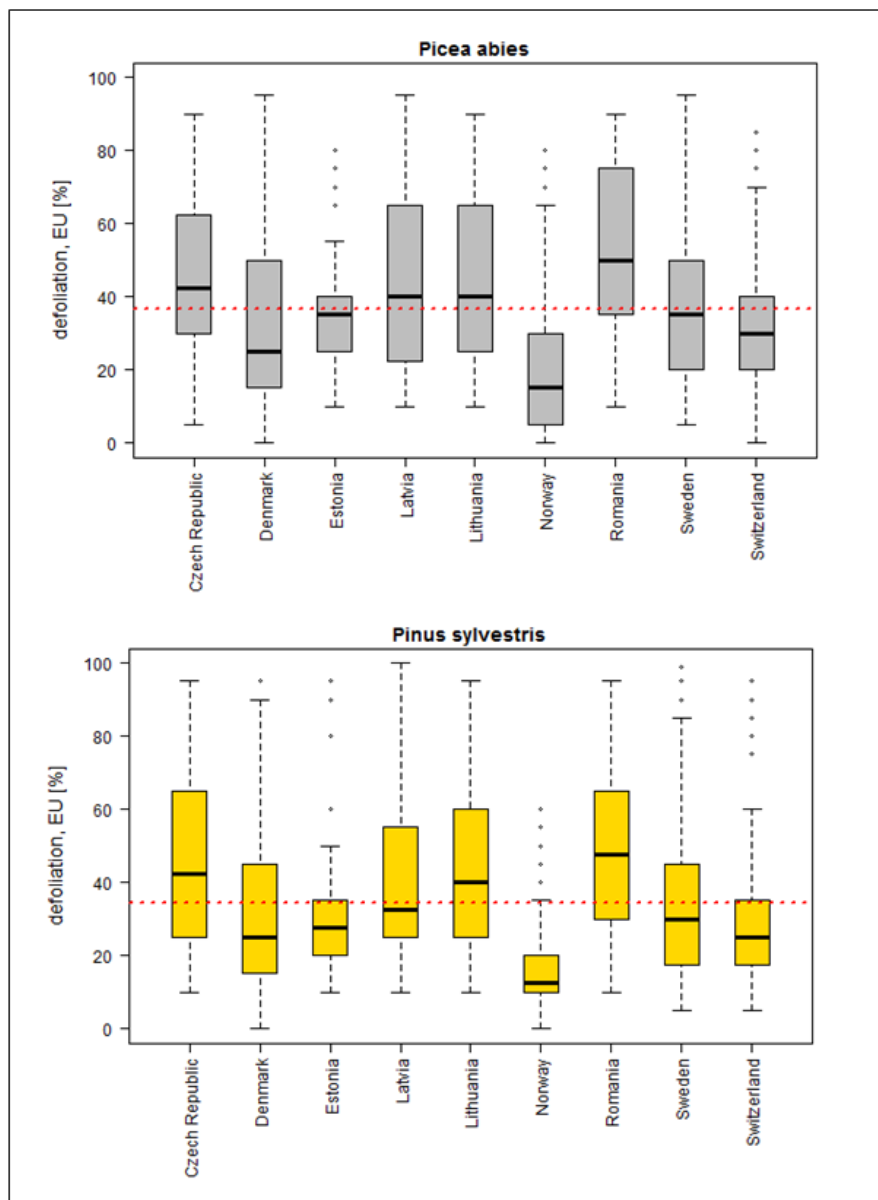 Picea abies
100
80
60
40
20
0
defoliation, EU [%]
Czech Republic
Denmark
Estonia
Latvia
Lithuania
Norway
Romania
Sweden
Switzerland
Pinus sylvestris
100
80
60
40
20
0
defoliation, EU [%]
Czech Republic
Denmark
Estonia
Latvia
Lithuania
Norway
Romania
Sweden
Switzerland